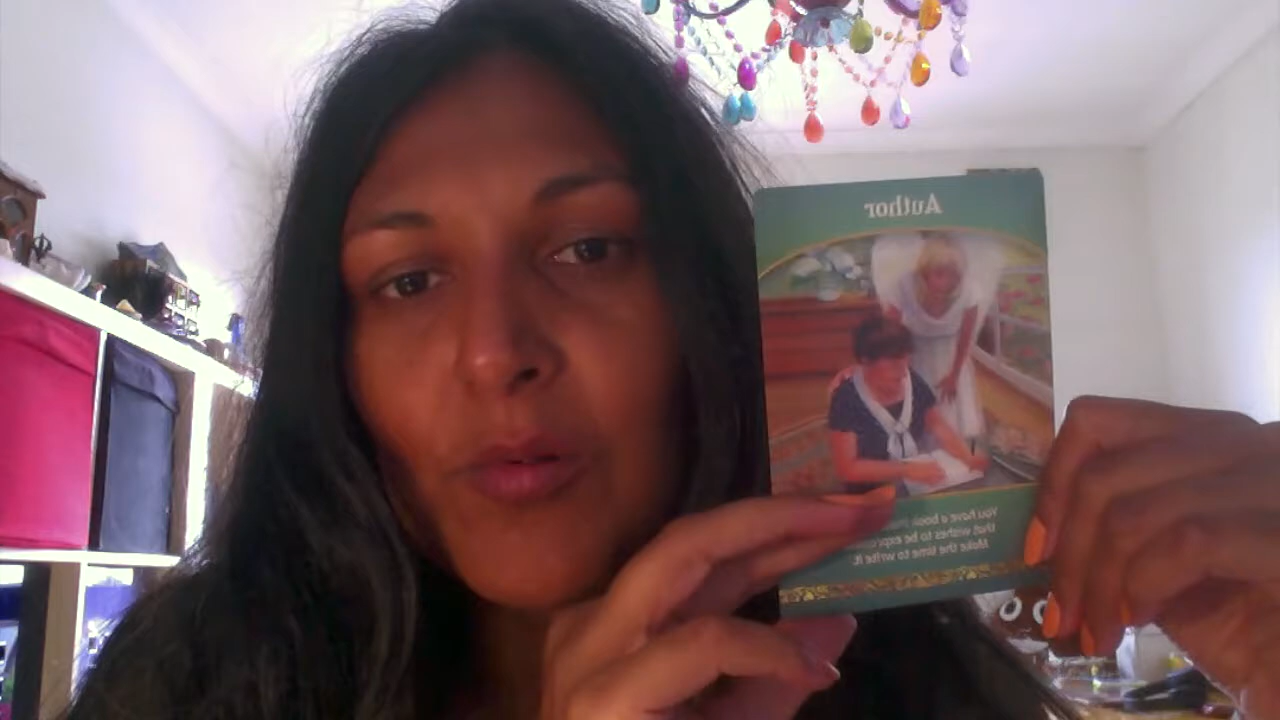 Author
You have a book
that wishes to be
Make the time to write it.